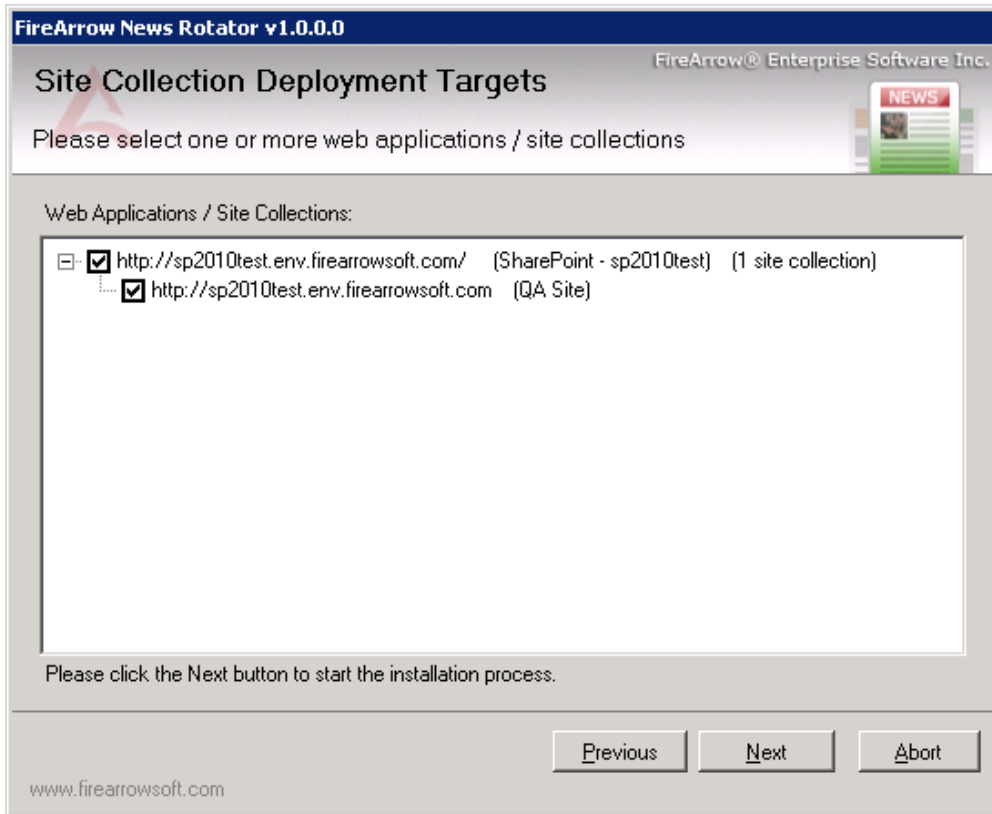 FireArrow News Rotator v1.0.0.0
FireArrow® Enterprise Software Inc.
Site Collection Deployment Targets
NEWS
Please select one or more web applications / site collections
Web Applications / Site Collections:
http://sp2010test.env.firearrowsoft.com/ (SharePoint - sp2010test) (1 site collection)
http://sp2010test.env.firearrowsoft.com (QA Site)
Please click the Next button to start the installation process.
Previous Next Abort
www.firearrowsoft.com